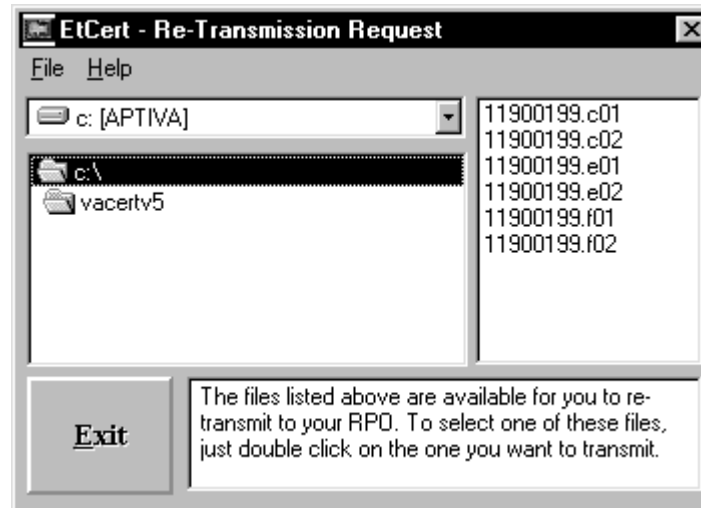 EtCert - Re-Transmission Request
File Help
c: [APTIVA]
c:\
vacertv5
11900199.c01
11900199.c02
11900199.e01
11900199.e02
11900199.f01
11900199.f02
Exit
The files listed above are available for you to re-
transmit to your RPO. To select one of these files,
just double click on the one you want to transmit.